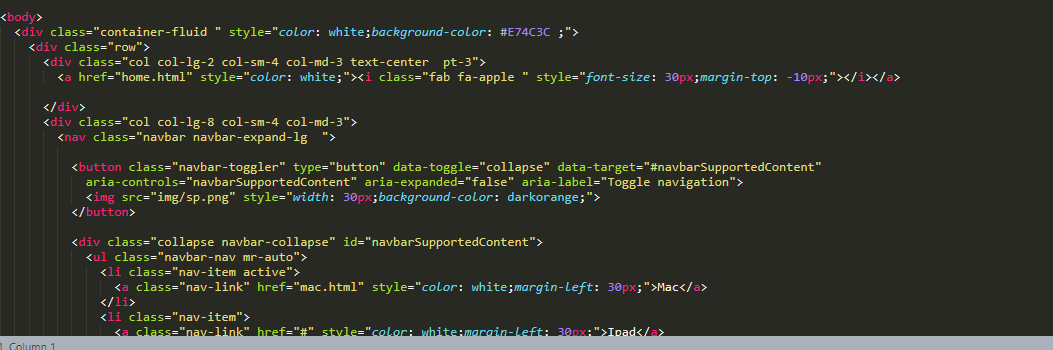 <body>
<div class="container-fluid " style="color: white;background-color: #E74C3C ;">
<div class="row">
<div class="col col-lg-2 col-sm-4 col-md-3 text-center  pt-3">
<a href="home.html" style="color: white;"><i class="fab fa-apple " style="font-size: 30px;margin-top: -10px;"></i></a>
</div>
<div class="col col-lg-8 col-sm-4 col-md-3">
<nav class="navbar navbar-expand-lg  ">
<button class="navbar-toggler" type="button" data-toggle="collapse" data-target="#navbarSupportedContent"
aria-controls="navbarSupportedContent" aria-expanded="false" aria-label="Toggle navigation">
<img src="img/sp.png" style="width: 30px;background-color: darkorange;">
</button>
<div class="collapse navbar-collapse" id="navbarSupportedContent">
<ul class="navbar-nav mr-auto">
<li class="nav-item active">
<a class="nav-link" href="mac.html" style="color: white;margin-left: 30px;">Mac</a>
</li>
<li class="nav-item">
<a class="nav-link" href="#" style="color: white;margin-left: 30px;">Ipad</a>
1, Column 1